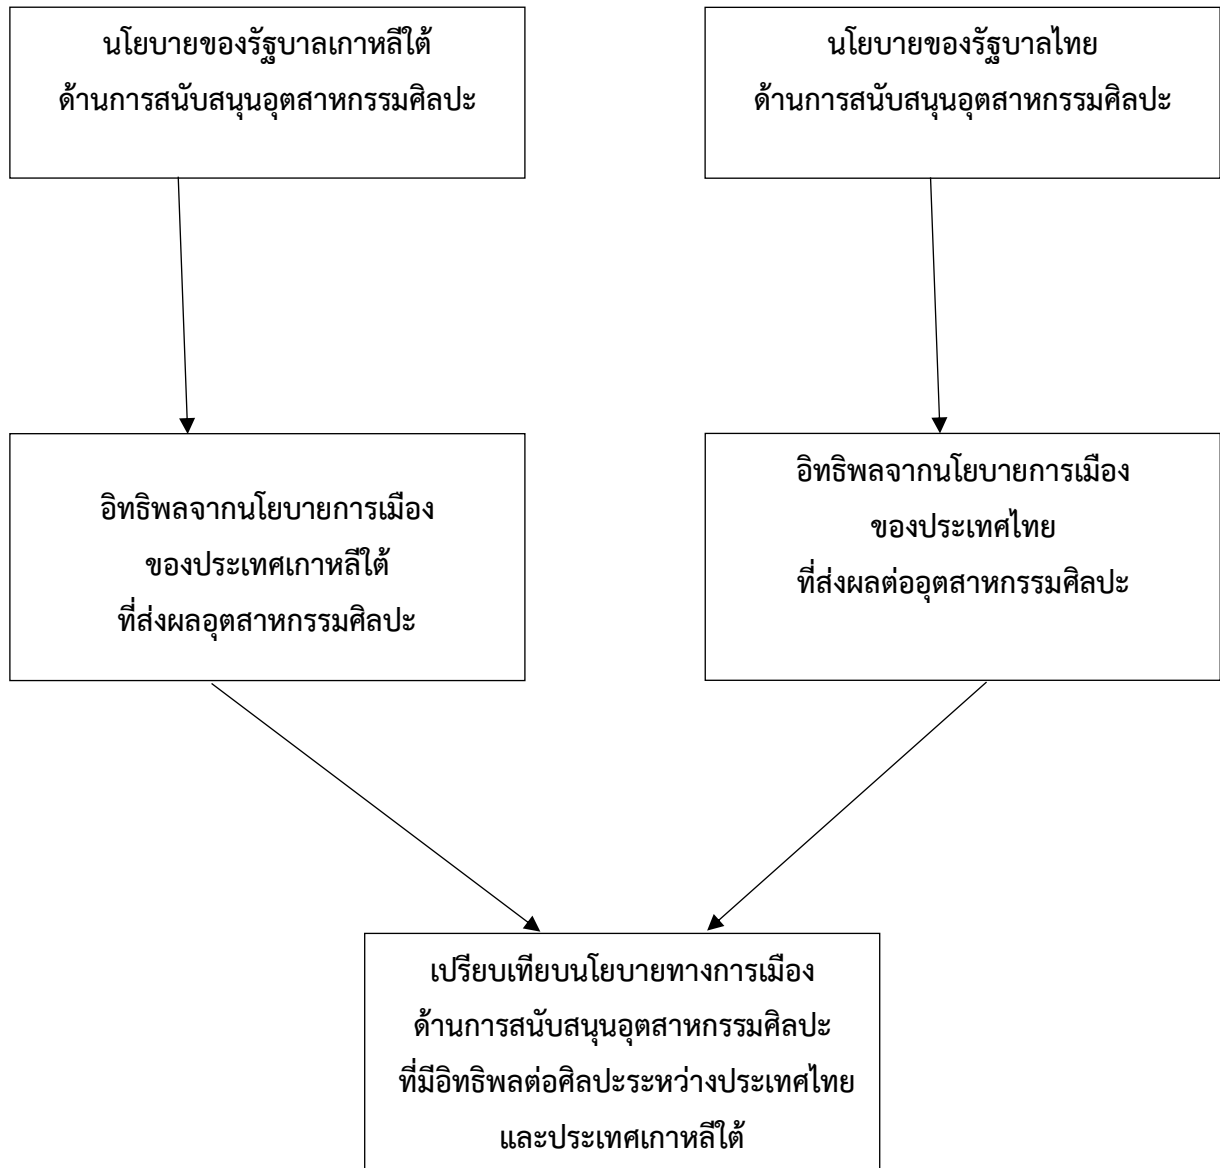 นโยบายของรัฐบาลเกาหลีใต้
ด้านการสนับสนุนอุตสาหกรรมศิลปะ
นโยบายของรัฐบาลไทย
ด้านการสนับสนุนอุตสาหกรรมศิลปะ
อิทธิพลจากนโยบายการเมือง
ของประเทศเกาหลีใต้
ที่ส่งผลอุตสาหกรรมศิลปะ
อิทธิพลจากนโยบายการเมือง
ของประเทศไทย
ที่ส่งผลต่ออุตสาหกรรมศิลปะ
เปรียบเทียบนโยบายทางการเมือง
ด้านการสนับสนุนอุตสาหกรรมศิลปะ
ที่มีอิทธิพลต่อศิลปะระหว่างประเทศไทย
และประเทศเกาหลีใต้